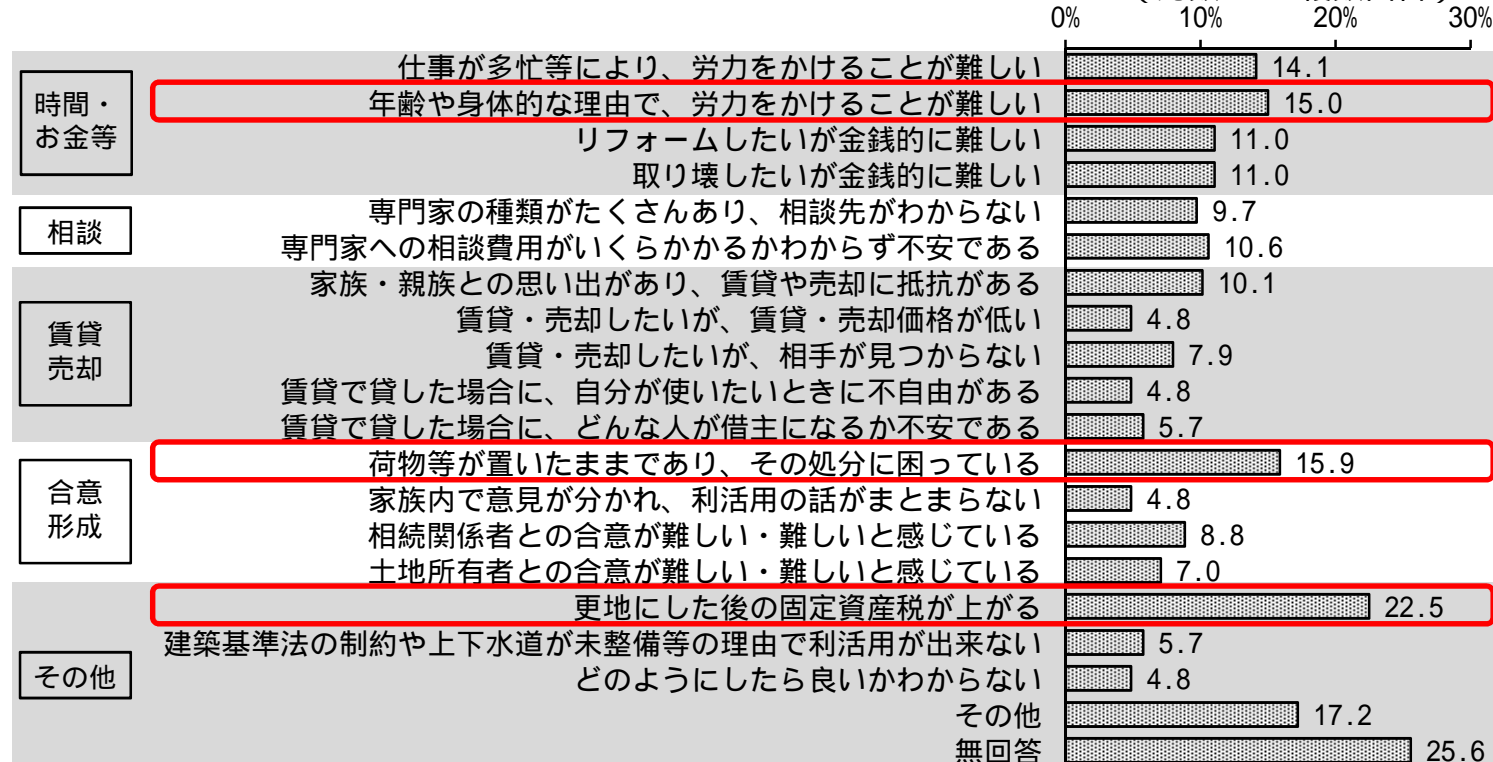 0% 10% 20% 30%
時間・
お金等
仕事が多忙等により、労力をかけることが難しい 14.1
年齢や身体的な理由で、労力をかけることが難しい 15.0
リフォームしたいが金銭的に難しい 11.0
取り壊したいが金銭的に難しい 11.0
相談
専門家の種類がたくさんあり、相談先がわからない 9.7
専門家への相談費用がいくらかかるかわからず不安である 10.6
賃貸
売却
家族・親族との思い出があり、賃貸や売却に抵抗がある 10.1
賃貸・売却したいが、賃貸・売却価格が低い 4.8
賃貸・売却したいが、相手が見つからない 7.9
賃貸で貸した場合に、自分が使いたいときに不自由がある 4.8
賃貸で貸した場合に、どんな人が借主になるか不安である 5.7
合意
形成
荷物等が置いたままであり、その処分に困っている 15.9
家族内で意見が分かれ、利活用の話がまとまらない 4.8
相続関係者との合意が難しい・難しいと感じている 8.8
土地所有者との合意が難しい・難しいと感じている 7.0
その他
更地にした後の固定資産税が上がる 22.5
建築基準法の制約や上下水道が未整備等の理由で利活用が出来ない 5.7
どのようにしたら良いかわからない 4.8
その他 17.2
無回答 25.6